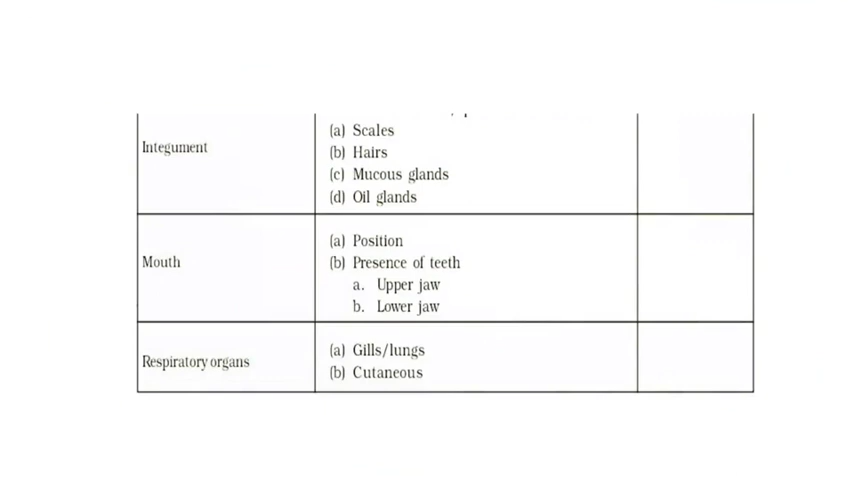 Integument
(a) Scales
(b) Hairs
(c) Mucous glands
(d) Oil glands
Mouth
(a) Position
(b) Presence of teeth
a. Upper jaw
b. Lower jaw
Respiratory organs
(a) Gills/lungs
(b) Cutaneous